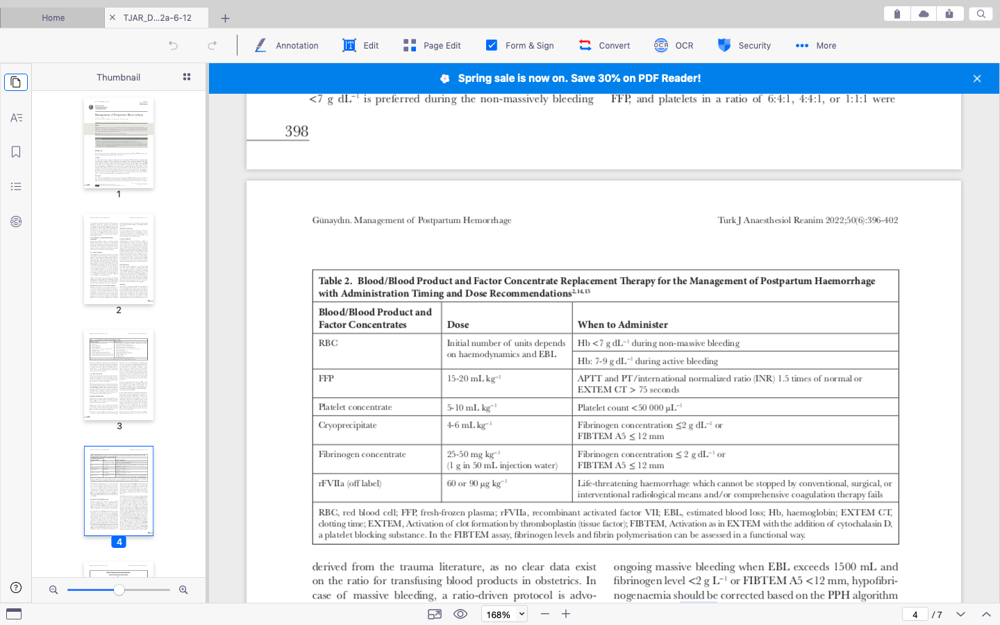 Home
TJAR_D...2a-6-12
Annotation
Edit
Page Edit
Form & Sign
Convert
OCR
OCR
Security
More
Thumbnail
Spring sale is now on. Save 30% on PDF Reader!
<7 g dL⁻¹ is preferred during the non-massively bleeding
FFP, and platelets in a ratio of 6:4:1, 4:4:1, or 1:1:1 were
398
Günaydın. Management of Postpartum Hemorrhage
Turk J Anaesthesiol Reanim 2022;50(6):396-402
Table 2. Blood/Blood Product and Factor Concentrate Replacement Therapy for the Management of Postpartum Haemorrhage
with Administration Timing and Dose Recommendations²,¹⁴,¹⁵
Blood/Blood Product and
Factor Concentrates
Dose
When to Administer
RBC
Initial number of units depends
on haemodynamics and EBL
Hb <7 g dL⁻¹ during non-massive bleeding
Hb: 7-9 g dL⁻¹ during active bleeding
FFP
15-20 mL kg⁻¹
APTT and PT/international normalized ratio (INR) 1.5 times of normal or
EXTEM CT > 75 seconds
Platelet concentrate
5-10 mL kg⁻¹
Platelet count <50 000 µL⁻¹
Cryoprecipitate
4-6 mL kg⁻¹
Fibrinogen concentration ≤2 g dL⁻¹ or
FIBTEM A5 ≤ 12 mm
Fibrinogen concentrate
25-50 mg kg⁻¹
(1 g in 50 mL injection water)
Fibrinogen concentration ≤ 2 g dL⁻¹ or
FIBTEM A5 ≤ 12 mm
rFVIIa (off label)
60 or 90 µg kg⁻¹
Life-threatening haemorrhage which cannot be stopped by conventional, surgical, or
interventional radiological means and/or comprehensive coagulation therapy fails
RBC, red blood cell; FFP, fresh-frozen plasma; rFVIIa, recombinant activated factor VII; EBL, estimated blood loss; Hb, haemoglobin; EXTEM CT,
clotting time; EXTEM, Activation of clot formation by thromboplastin (tissue factor); FIBTEM, Activation as in EXTEM with the addition of cytochalasin D,
a platelet blocking substance. In the FIBTEM assay, fibrinogen levels and fibrin polymerisation can be assessed in a functional way.
derived from the trauma literature, as no clear data exist
on the ratio for transfusing blood products in obstetrics. In
case of massive bleeding, a ratio-driven protocol is advo-
ongoing massive bleeding when EBL exceeds 1500 mL and
fibrinogen level <2 g L⁻¹ or FIBTEM A5 <12 mm, hypofibri-
nogenaemia should be corrected based on the PPH algorithm
Management of Postpartum Hemorrhage
1
2
3
4
OCR
168%
4 / 7